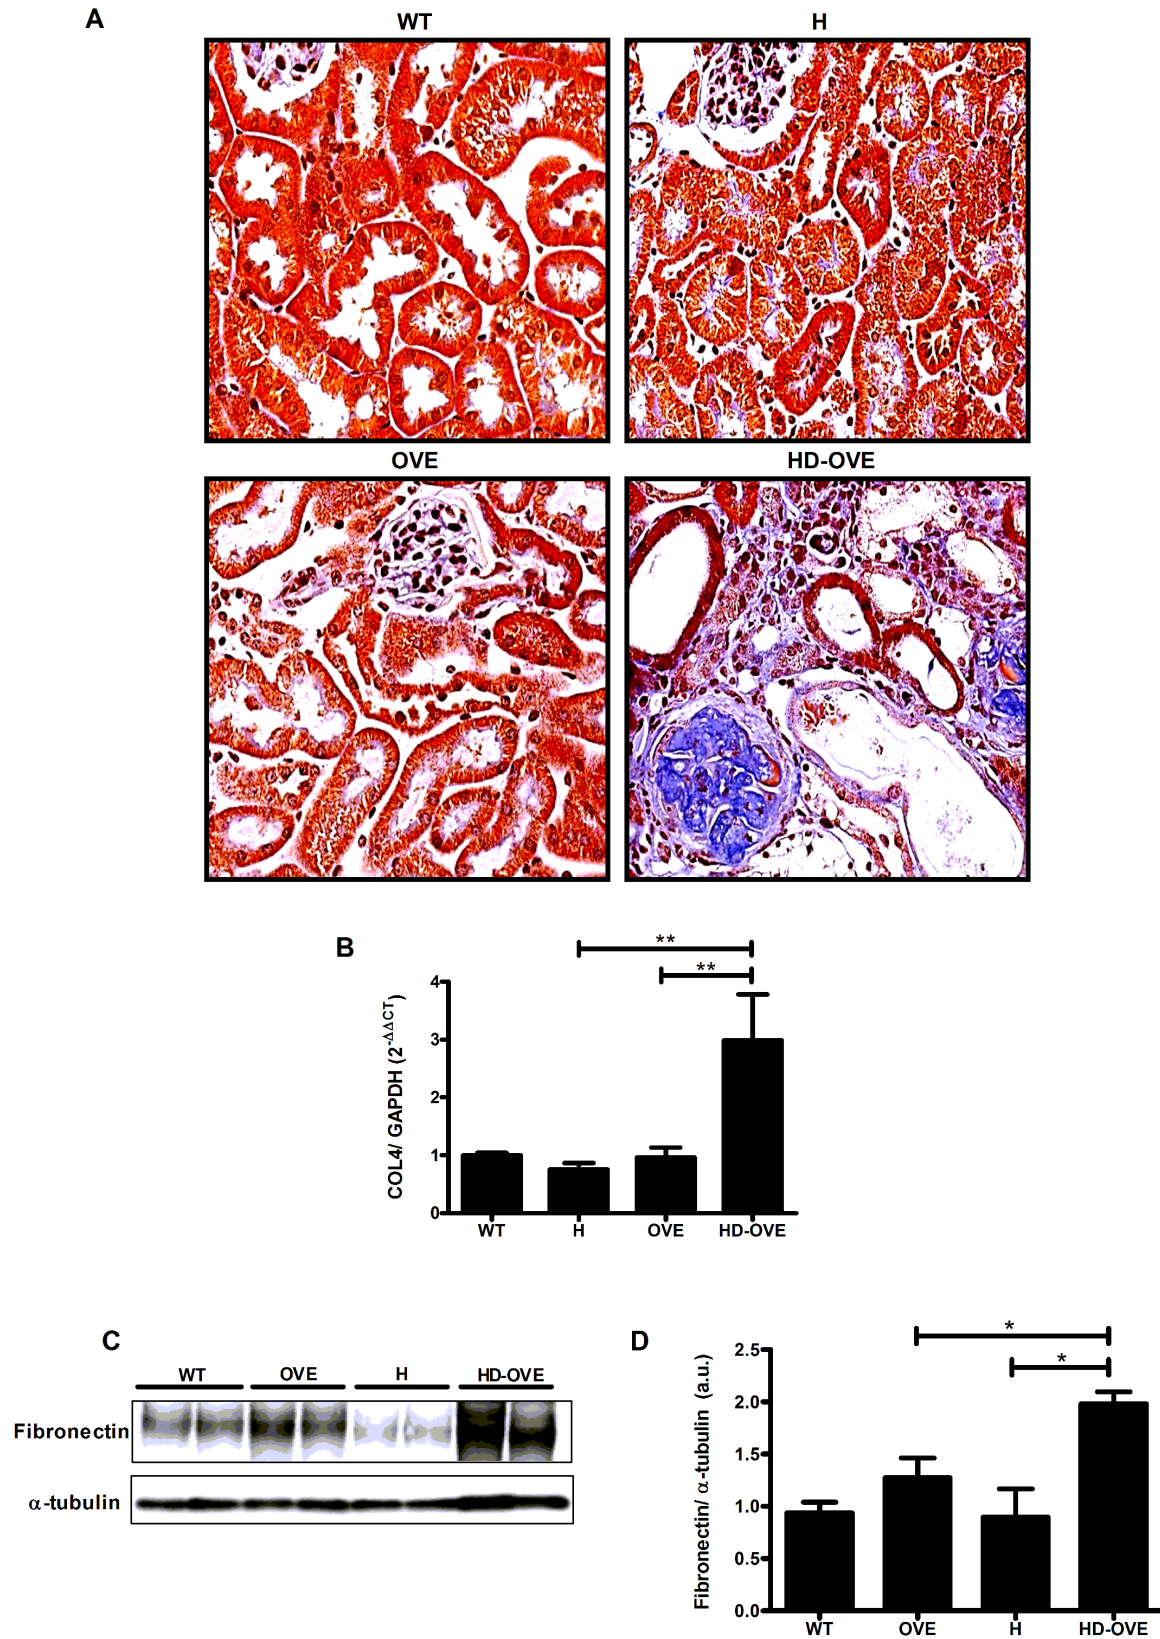 A
WT
H
OVE
HD-OVE
B
**
**
COL4/ GAPDH (2-ΔΔCT)
4
3
2
1
0
WT
H
OVE
HD-OVE
C
WT
OVE
H
HD-OVE
Fibronectin
α-tubulin
D
*
*
Fibronectin/ α-tubulin (a.u.)
2.5
2.0
1.5
1.0
0.5
0.0
WT
OVE
H
HD-OVE